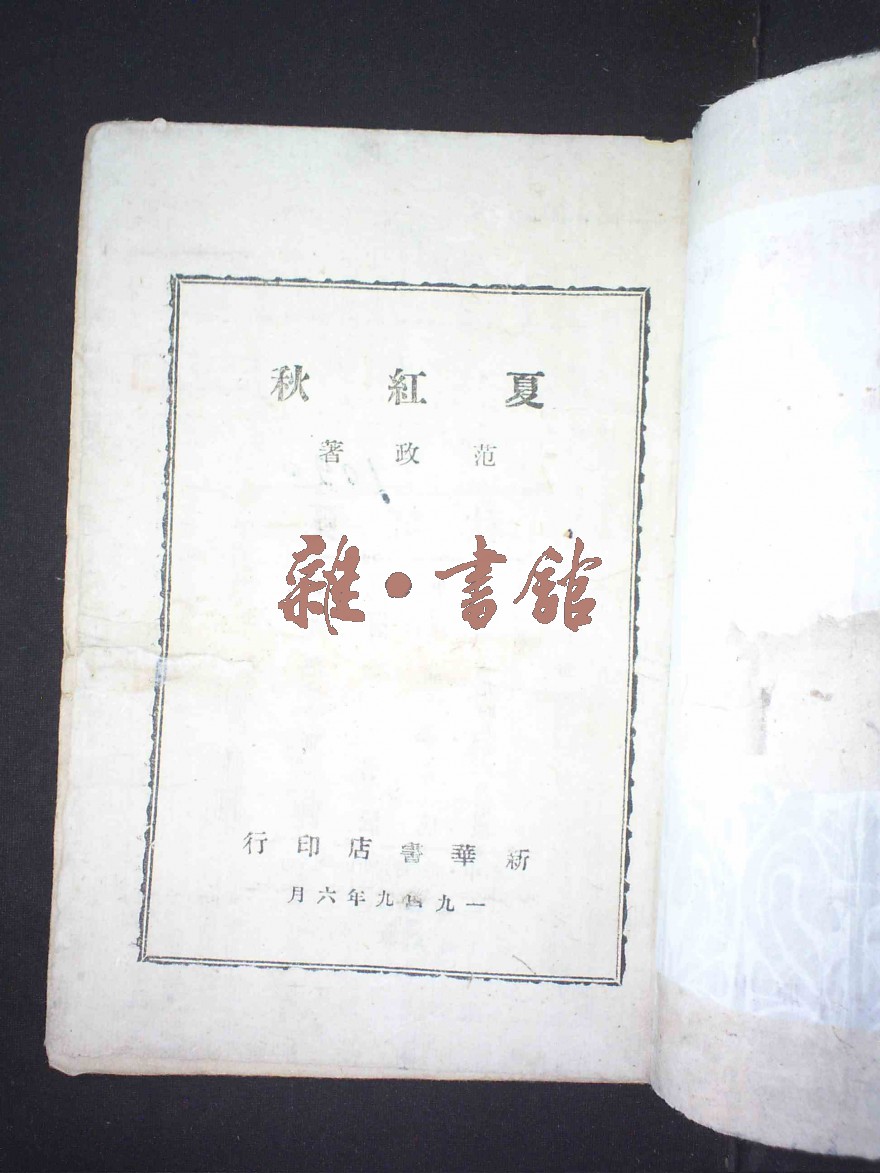 夏紅秋
范政著
雜·書館
新華書店印行
一九四九年六月